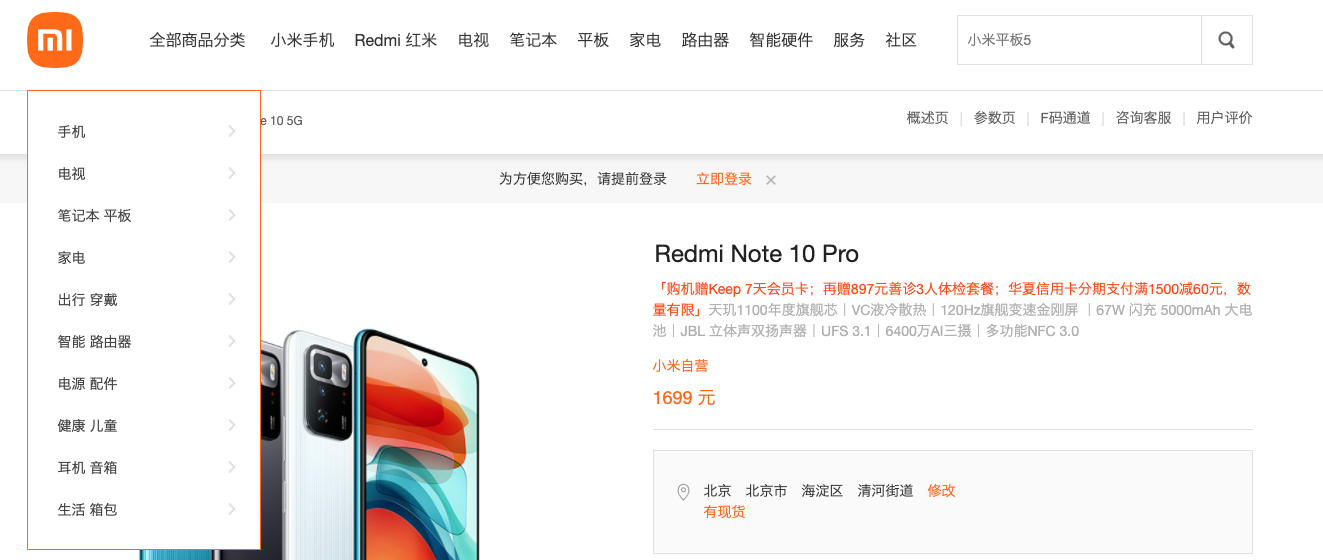 mi
全部商品分类 小米手机 Redmi 红米 电视 笔记本 平板 家电 路由器 智能硬件 服务 社区
小米平板5
手机
电视
笔记本 平板
家电
出行 穿戴
智能 路由器
电源 配件
健康 儿童
耳机 音箱
生活 箱包
10 5G
概述页 | 参数页 | F码通道 | 咨询客服 | 用户评价
为方便您购买，请提前登录 立即登录
Redmi Note 10 Pro
「购机赠Keep 7天会员卡；再赠897元善诊3人体检套餐；华夏信用卡分期支付满1500减60元，数
量有限」天玑1100年度旗舰芯｜VC液冷散热｜120Hz旗舰变速金刚屏 ｜67W 闪充 5000mAh 大电
池｜JBL 立体声双扬声器｜UFS 3.1｜6400万AI三摄｜多功能NFC 3.0
小米自营
1699 元
北京 北京市 海淀区 清河街道 修改
有现货